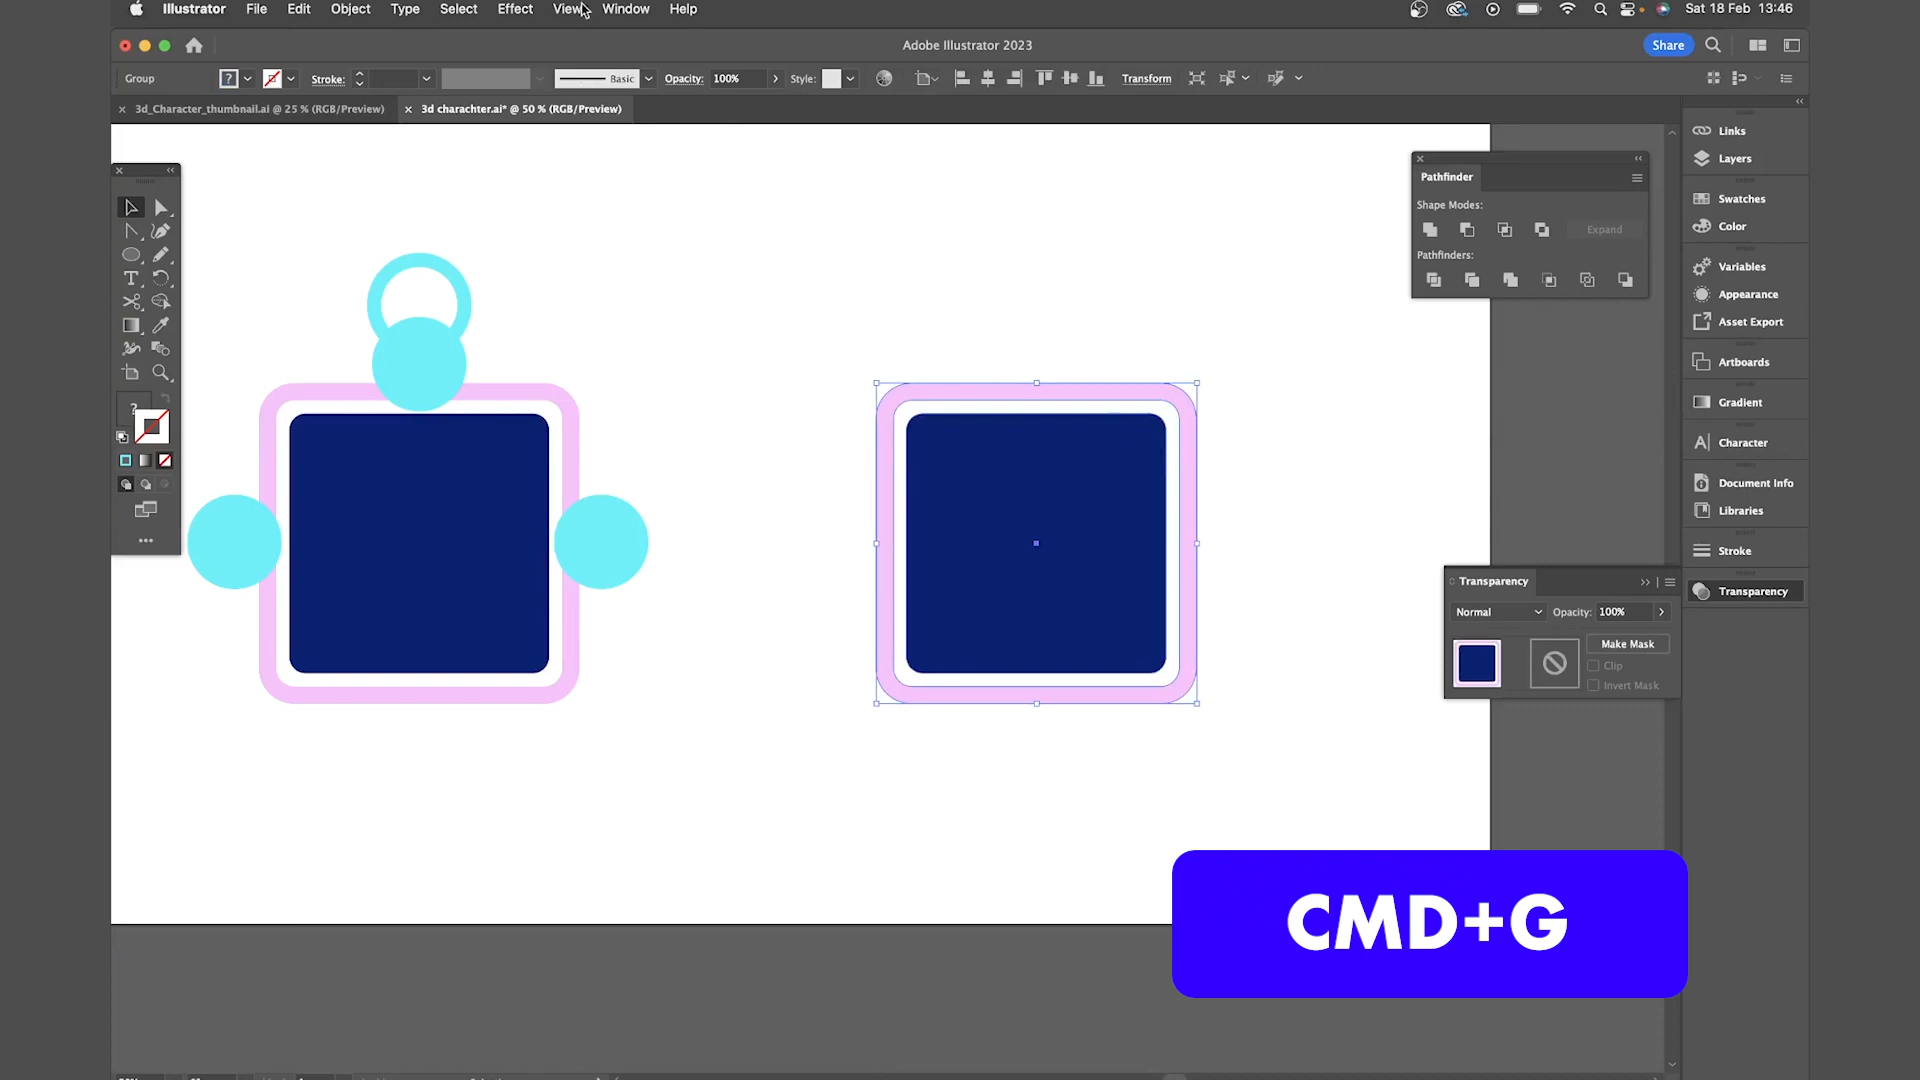 Illustrator File Edit Object Type Select Effect View Window Help Sat 18 Feb 13:46
Adobe Illustrator 2023 Share
Group ? Stroke: Basic Opacity: 100% Style: Transform
× 3d_Character_thumbnail.ai @ 25 % (RGB/Preview) × 3d charachter.ai* @ 50 % (RGB/Preview)
Pathfinder
Shape Modes:
Expand
Pathfinders:
Links
Layers
Swatches
Color
Variables
Appearance
Asset Export
Artboards
Gradient
Character
Document Info
Libraries
Stroke
Transparency
Transparency
Normal Opacity: 100%
Make Mask
Clip
Invert Mask
CMD+G